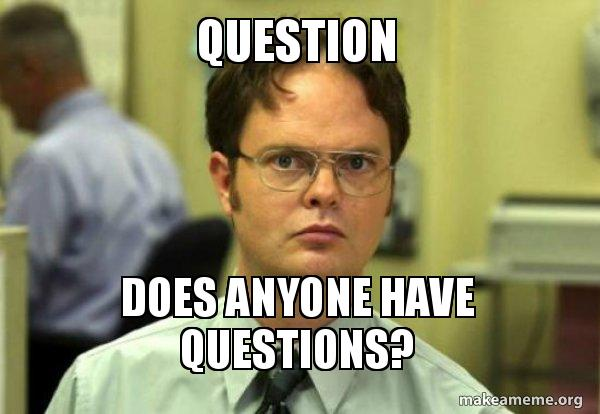 QUESTION
DOES ANYONE HAVE
QUESTIONS?
makeameme.org